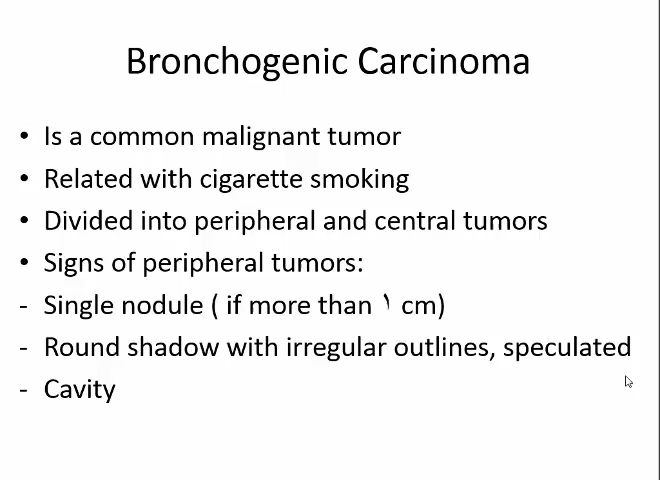 Bronchogenic Carcinoma
• Is a common malignant tumor
• Related with cigarette smoking
• Divided into peripheral and central tumors
• Signs of peripheral tumors:
- Single nodule ( if more than ١ cm)
- Round shadow with irregular outlines, speculated
- Cavity